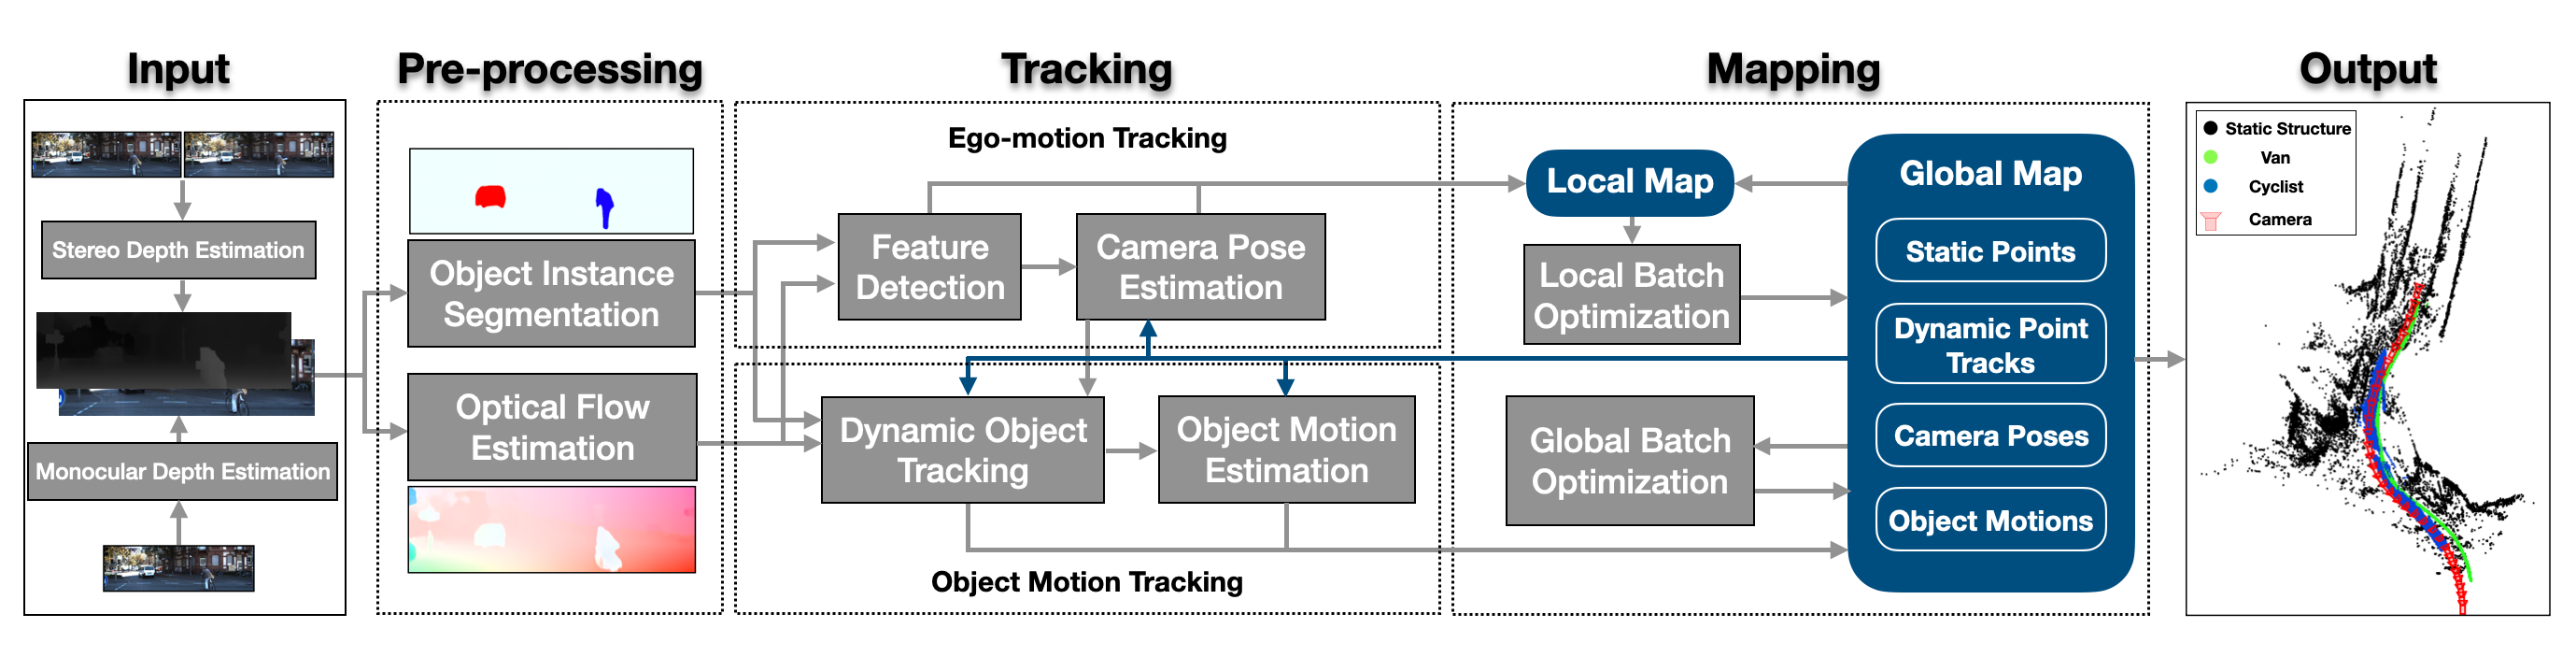 Input
Pre-processing
Tracking
Mapping
Output
Stereo Depth Estimation
Monocular Depth Estimation
Object Instance
Segmentation
Optical Flow
Estimation
Ego-motion Tracking
Feature
Detection
Camera Pose
Estimation
Dynamic Object
Tracking
Object Motion
Estimation
Object Motion Tracking
Local Map
Local Batch
Optimization
Global Batch
Optimization
Global Map
Static Points
Dynamic Point
Tracks
Camera Poses
Object Motions
Static Structure
Van
Cyclist
Camera